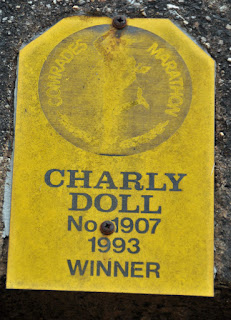 COMRADES MARATHON
CHARLY
DOLL
No. 1907
1993
WINNER